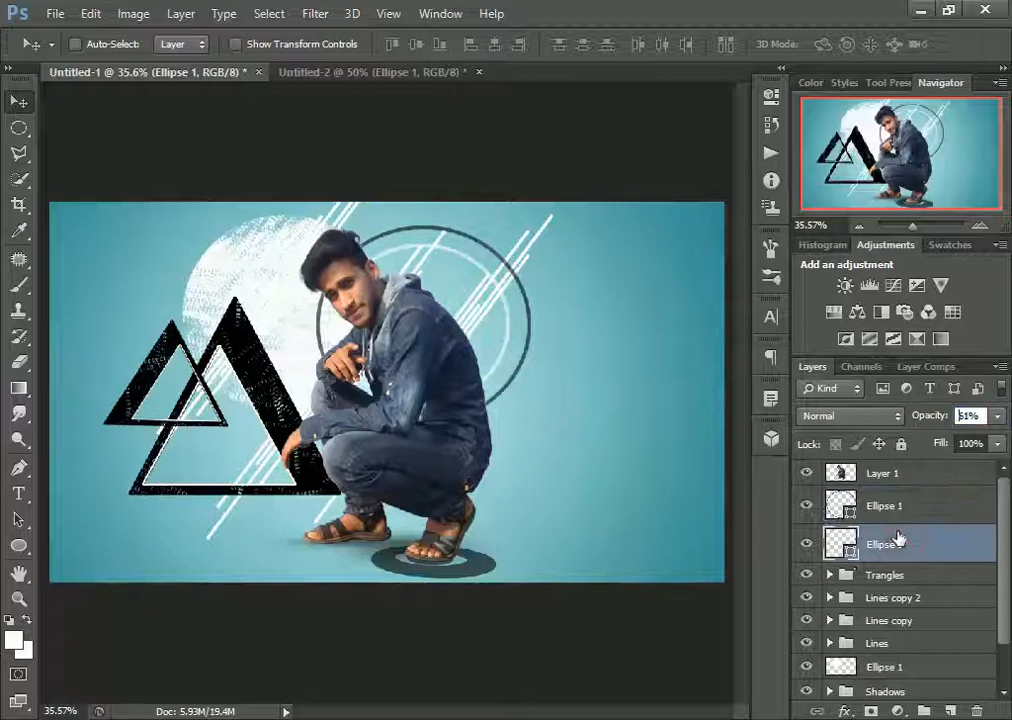 Ps File Edit Image Layer Type Select Filter 3D View Window Help
Auto-Select: Layer Show Transform Controls 3D Mode:
Untitled-1 @ 35.6% (Ellipse 1, RGB/8) * × Untitled-2 @ 50% (Ellipse 1, RGB/8) * ×
Color Styles Tool Prese Navigator
35.57%
Histogram Adjustments Swatches
Add an adjustment
Layers Channels Layer Comps
Kind
Normal Opacity: 61%
Lock: Fill: 100%
Layer 1
Ellipse 1
Ellipse
Trangles
Lines copy 2
Lines copy
Lines
Ellipse 1
Shadows
35.57% Doc: 5.93M/19.4M